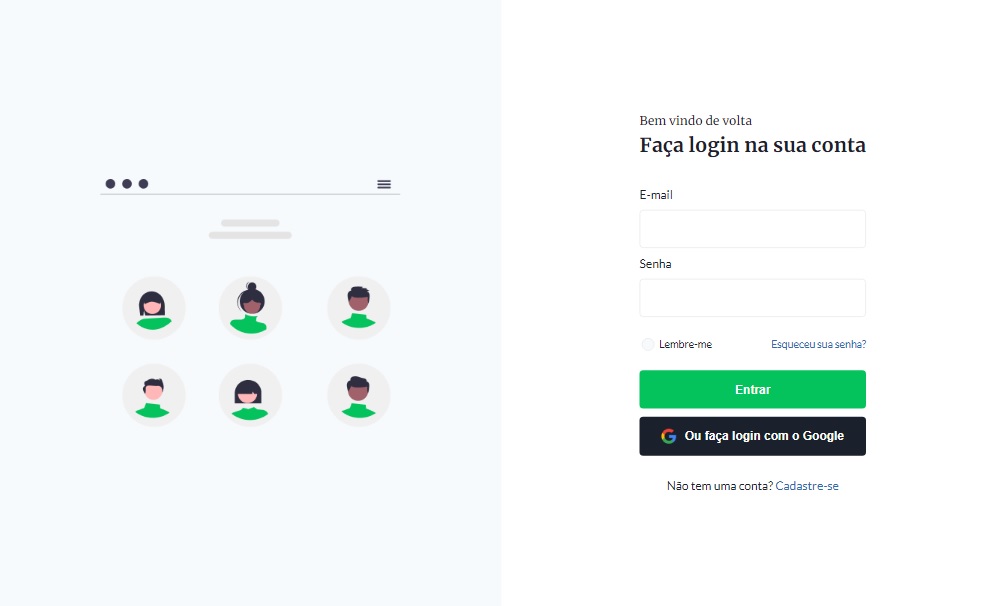 Bem vindo de volta
Faça login na sua conta
E-mail
Senha
Lembre-me
Esqueceu sua senha?
Entrar
Ou faça login com o Google
Não tem uma conta? Cadastre-se